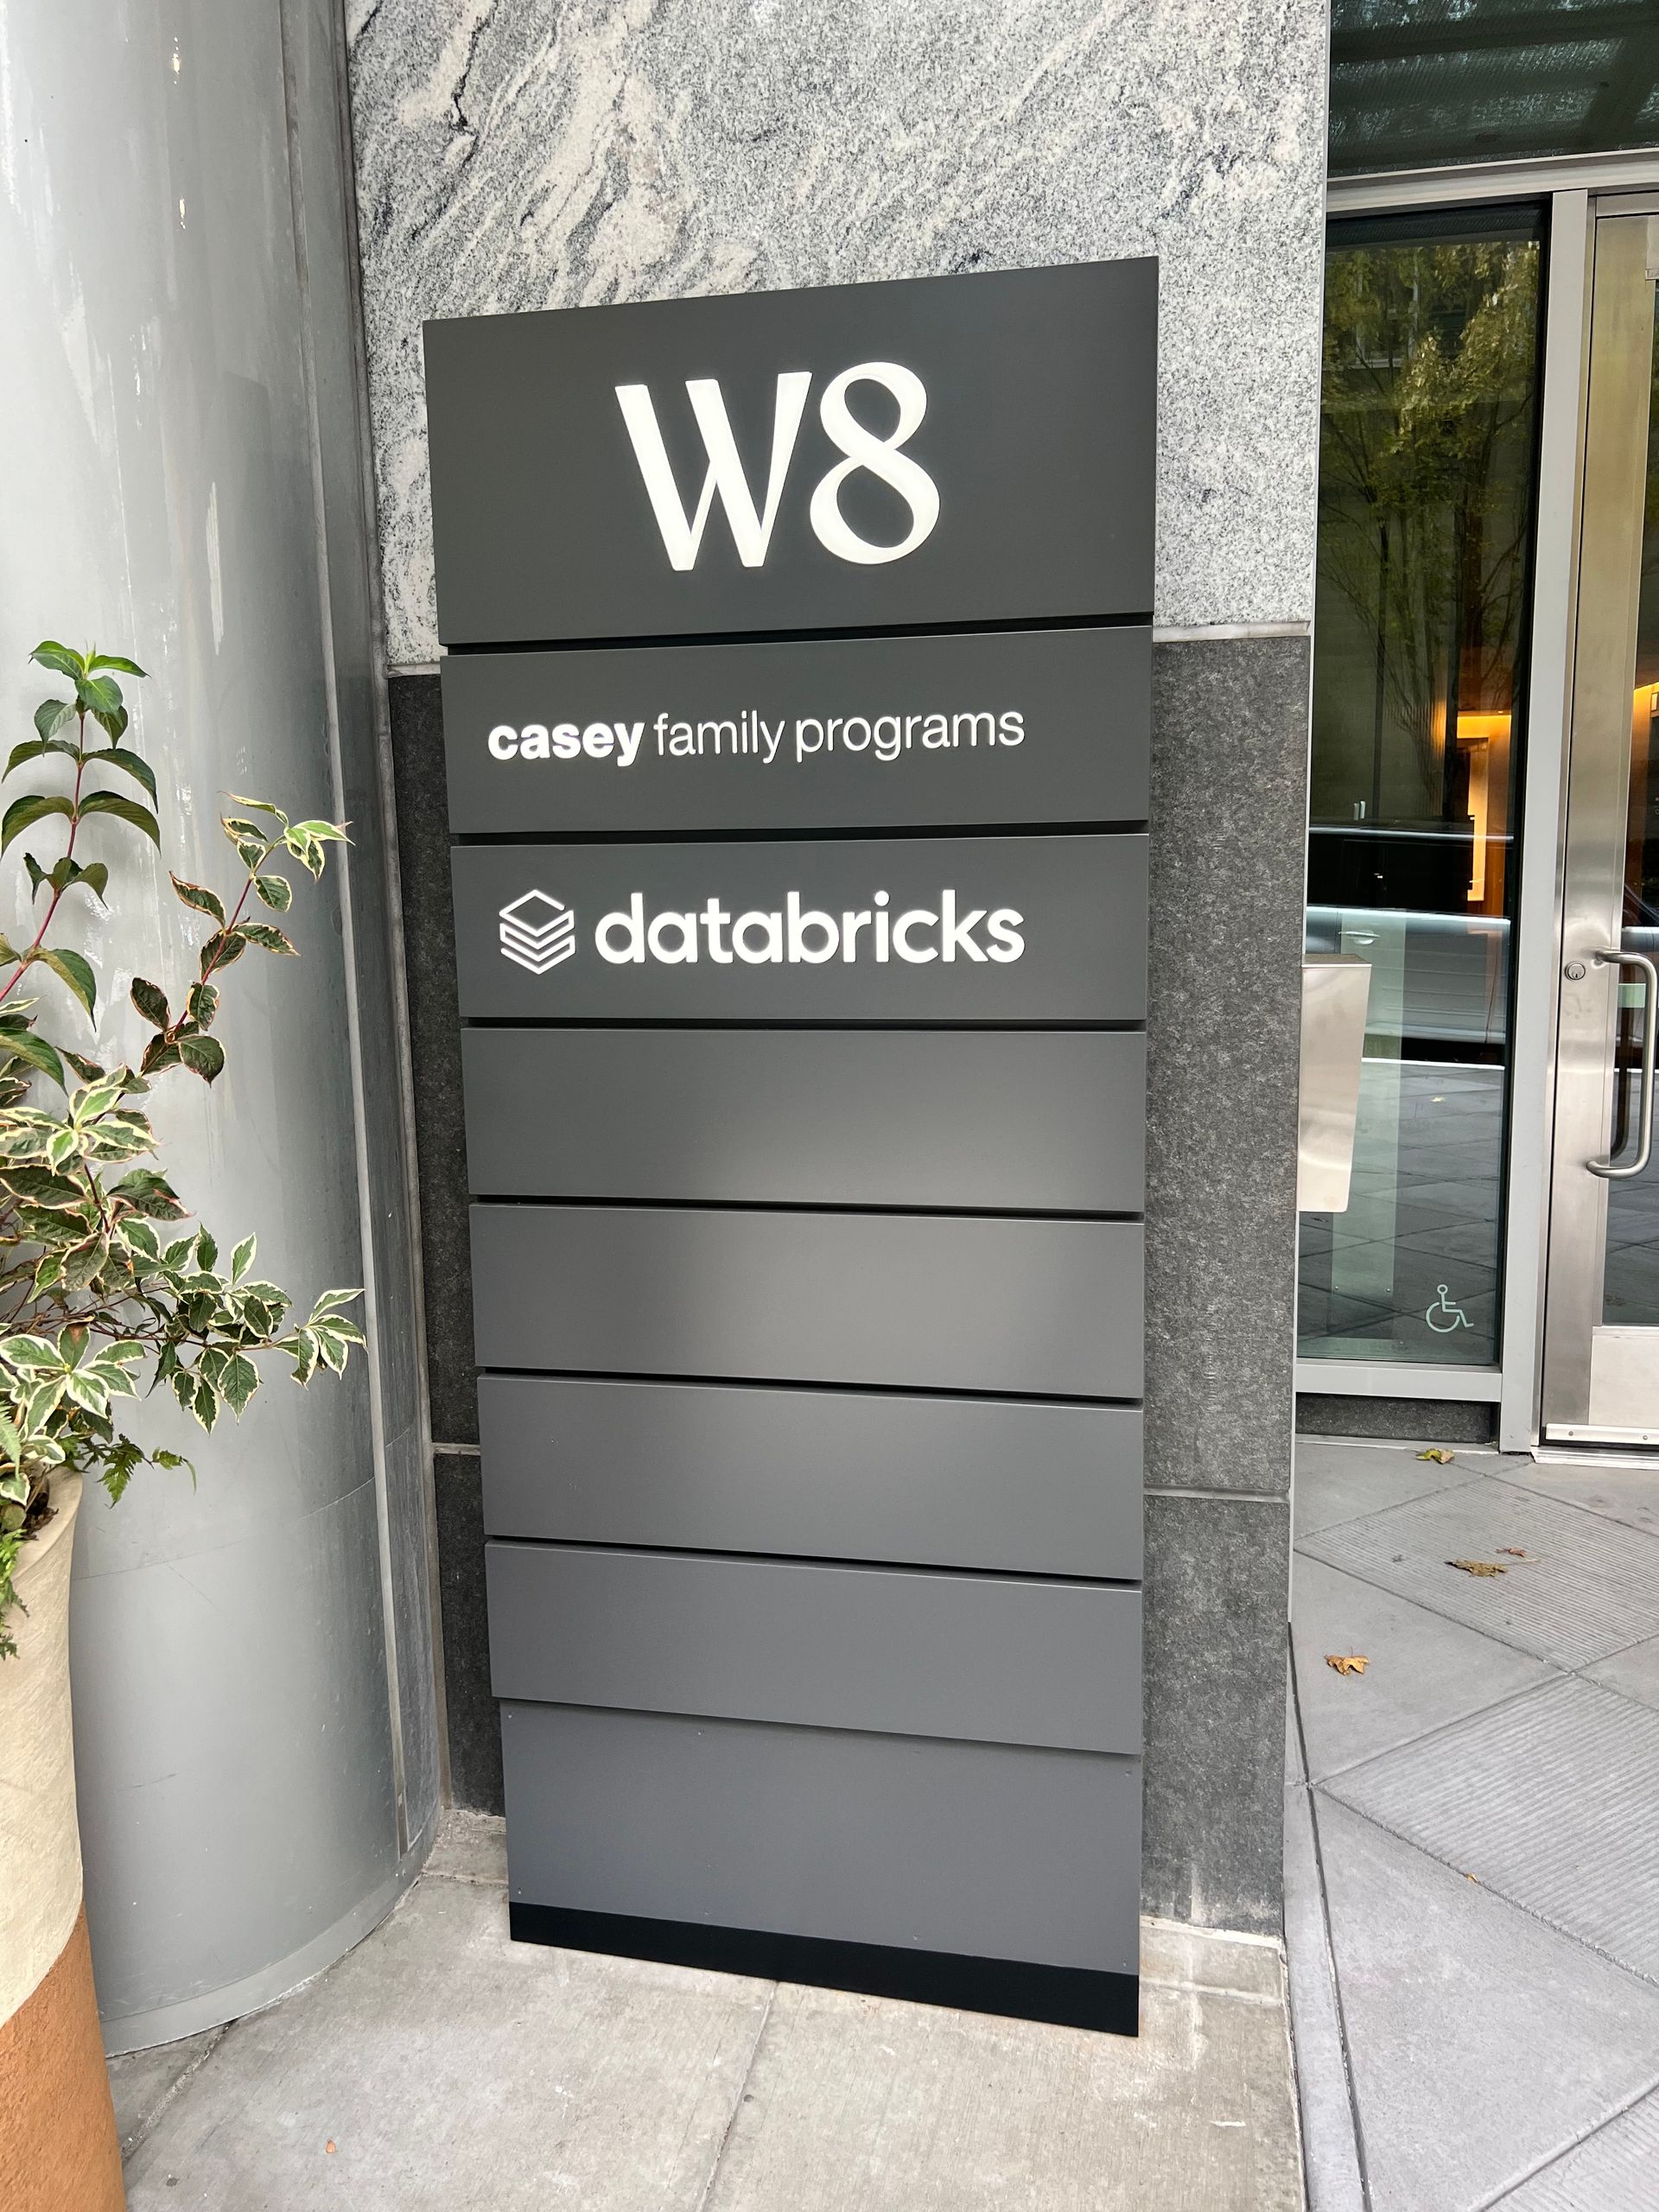 W8
casey family programs
databricks